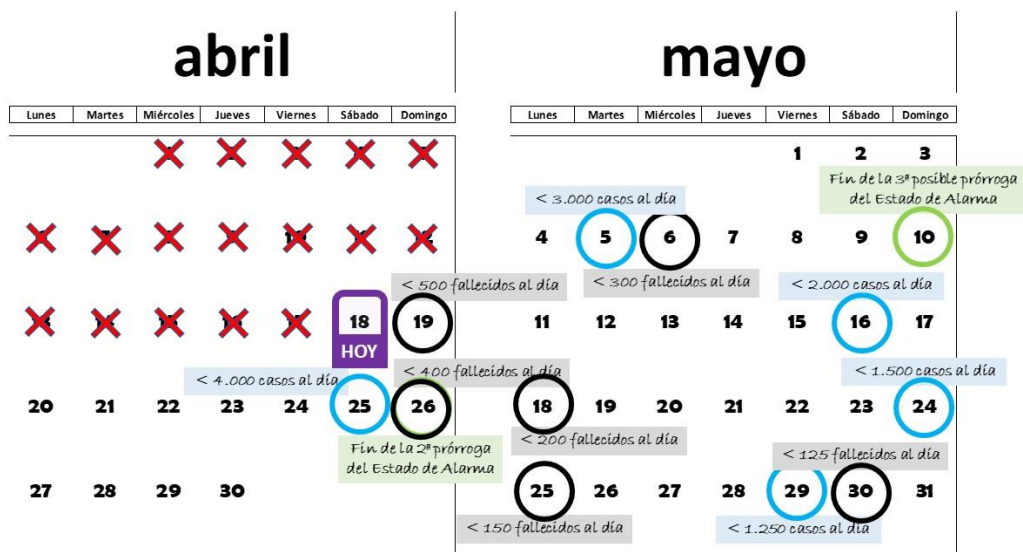 abril
mayo
Lunes Martes Miércoles Jueves Viernes Sábado Domingo
Lunes Martes Miércoles Jueves Viernes Sábado Domingo
1 2 3
Fin de la 3ª posible prórroga
del Estado de Alarma
< 3.000 casos al día
4 5 6 7 8 9 10
< 500 fallecidos al día
< 300 fallecidos al día
< 2.000 casos al día
18 19
HOY
11 12 13 14 15 16 17
< 400 fallecidos al día
< 4.000 casos al día
< 1.500 casos al día
20 21 22 23 24 25 26
18 19 20 21 22 23 24
Fin de la 2ª prórroga
del Estado de Alarma
< 200 fallecidos al día
< 125 fallecidos al día
27 28 29 30
25 26 27 28 29 30 31
< 150 fallecidos al día
< 1.250 casos al día